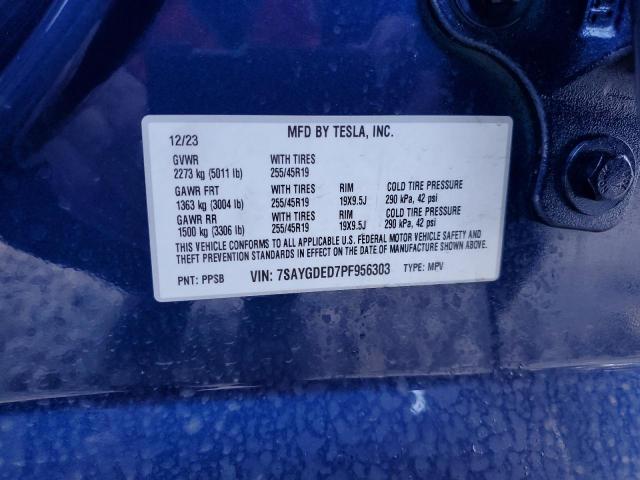 MFD BY TESLA, INC.
12/23
GVWR WITH TIRES
2273 kg (5011 lb) 255/45R19
GAWR FRT WITH TIRES RIM COLD TIRE PRESSURE
1363 kg (3004 lb) 255/45R19 19X9.5J 290 kPa, 42 psi
GAWR RR WITH TIRES RIM COLD TIRE PRESSURE
1500 kg (3306 lb) 255/45R19 19X9.5J 290 kPa, 42 psi
THIS VEHICLE CONFORMS TO ALL APPLICABLE U.S. FEDERAL MOTOR VEHICLE SAFETY AND
THEFT PREVENTION STANDARDS IN EFFECT ON THE DATE OF MANUFACTURE SHOWN ABOVE.
PNT: PPSB VIN: 7SAYGDED7PF956303 TYPE: MPV